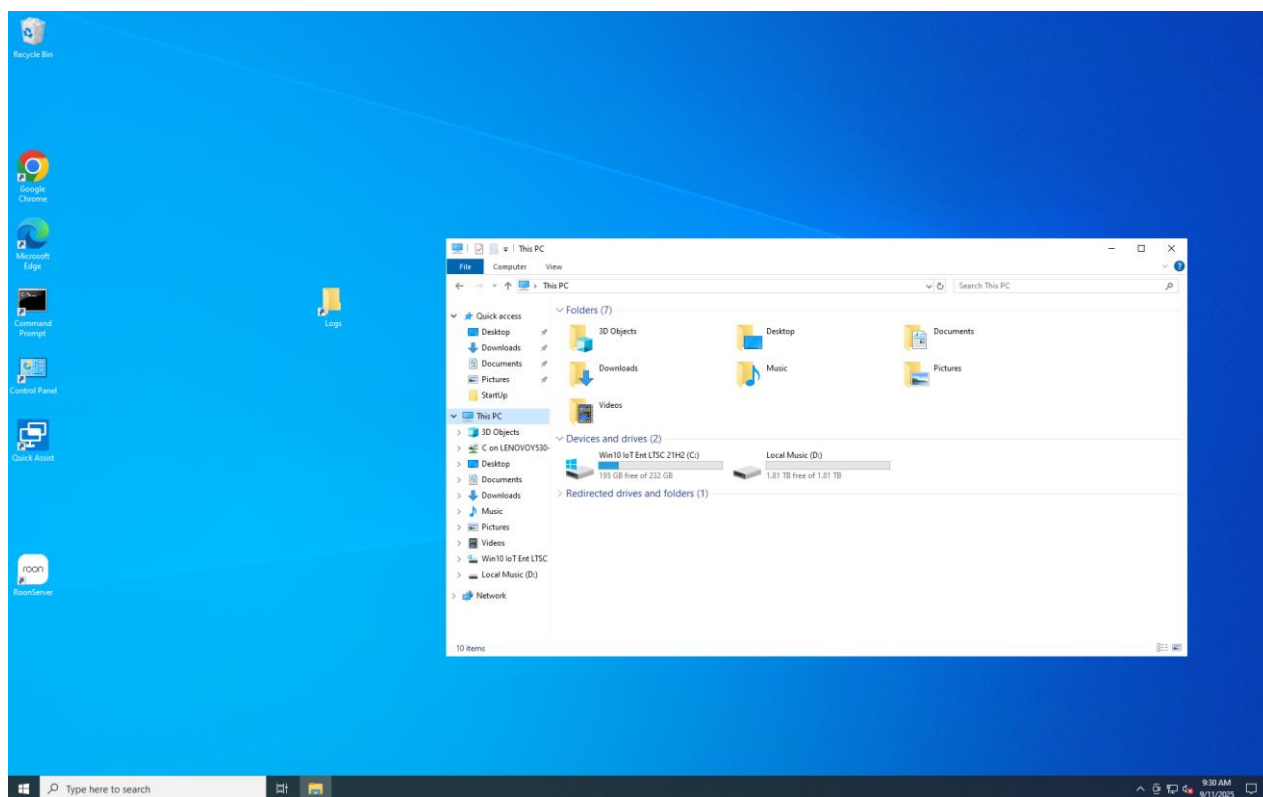 Recycle Bin
Google
Chrome
Microsoft
Edge
Command
Prompt
Logs
Control Panel
Quick Assist
roon
RoonServer
This PC
File Computer View
This PC
Search This PC
Quick access
Desktop
Downloads
Documents
Pictures
StartUp
This PC
3D Objects
C on LENOVOY530-
Desktop
Documents
Downloads
Music
Pictures
Videos
Win10 IoT Ent LTSC
Local Music (D:)
Network
Folders (7)
3D Objects
Desktop
Documents
Downloads
Music
Pictures
Videos
Devices and drives (2)
Win10 IoT Ent LTSC 21H2 (C:)
195 GB free of 232 GB
Local Music (D:)
1.81 TB free of 1.81 TB
Redirected drives and folders (1)
10 items
Type here to search
9:30 AM
9/11/2025